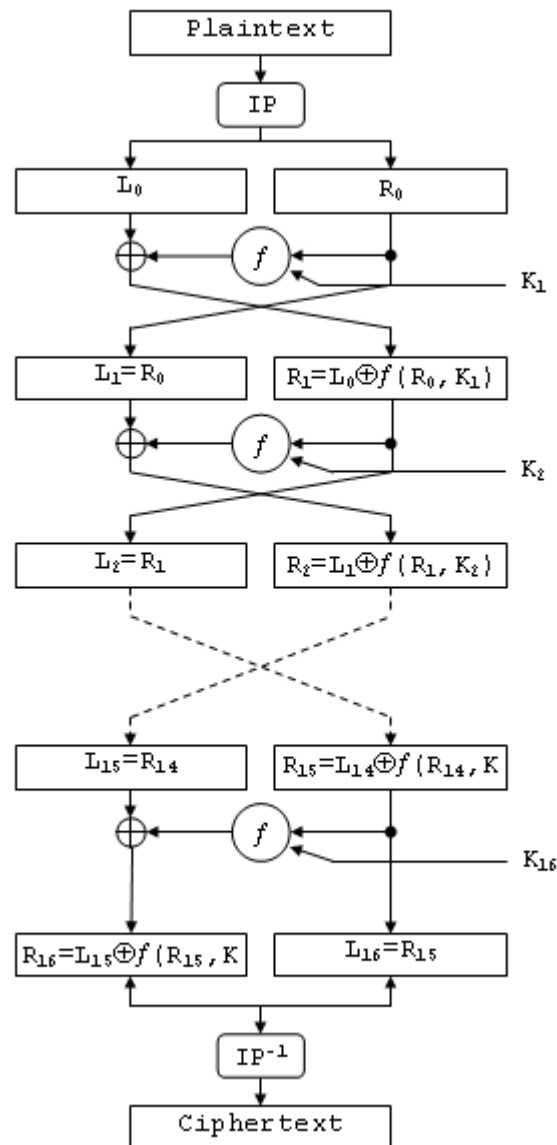 Plaintext
IP
L₀
R₀
f
K₁
L₁=R₀
R₁=L₀⊕f(R₀,K₁)
f
K₂
L₂=R₁
R₂=L₁⊕f(R₁,K₂)
L₁₅=R₁₄
R₁₅=L₁₄⊕f(R₁₄,K
f
K₁₆
R₁₆=L₁₅⊕f(R₁₅,K
L₁₆=R₁₅
IP⁻¹
Ciphertext